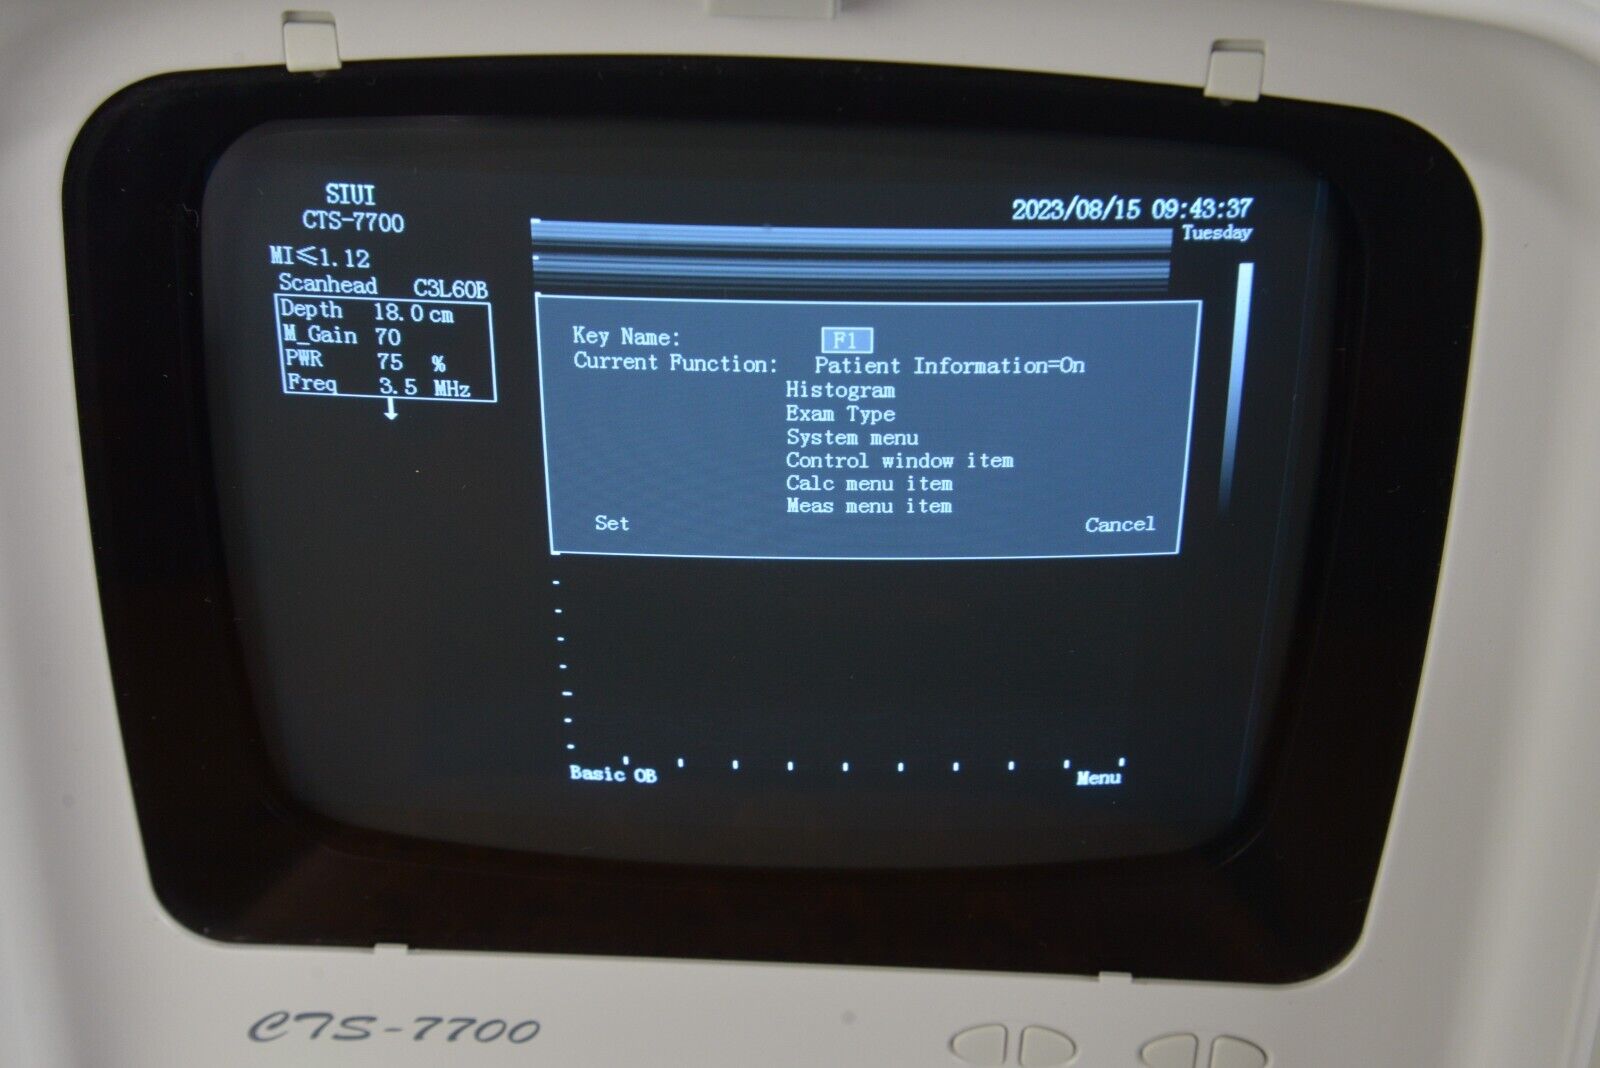 SIUI
CTS-7700
MI≤1.12
Scanhead C3L60B
Depth 18.0 cm
M_Gain 70
PWR 75 %
Freq 3.5 MHz
2023/08/15 09:43:37
Tuesday
Key Name: F1
Current Function: Patient Information=On
Histogram
Exam Type
System menu
Control window item
Calc menu item
Meas menu item
Set Cancel
Basic OB Menu
CTS-7700